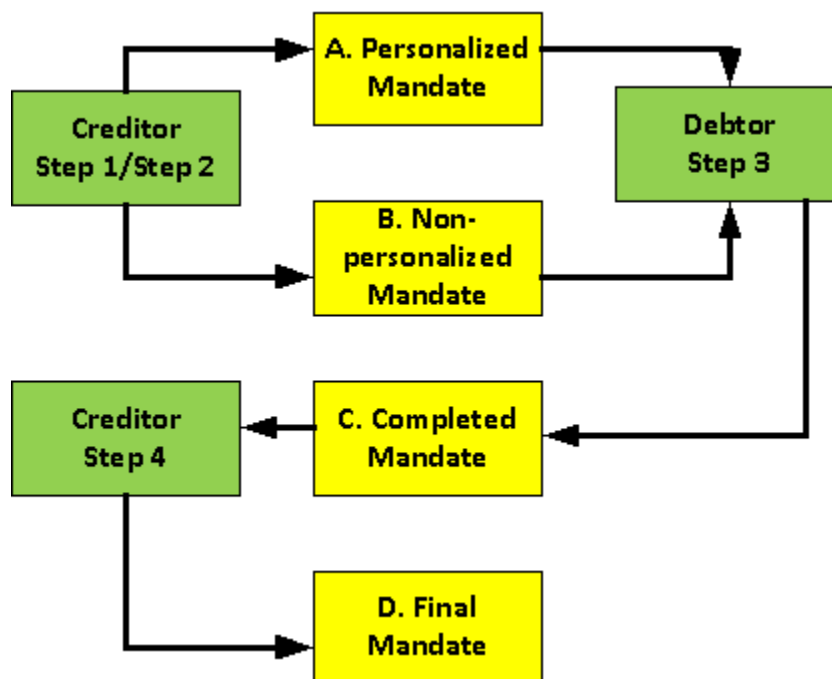 A. Personalized
Mandate
Creditor
Step 1/Step 2
Debtor
Step 3
B. Non-
personalized
Mandate
Creditor
Step 4
C. Completed
Mandate
D. Final
Mandate